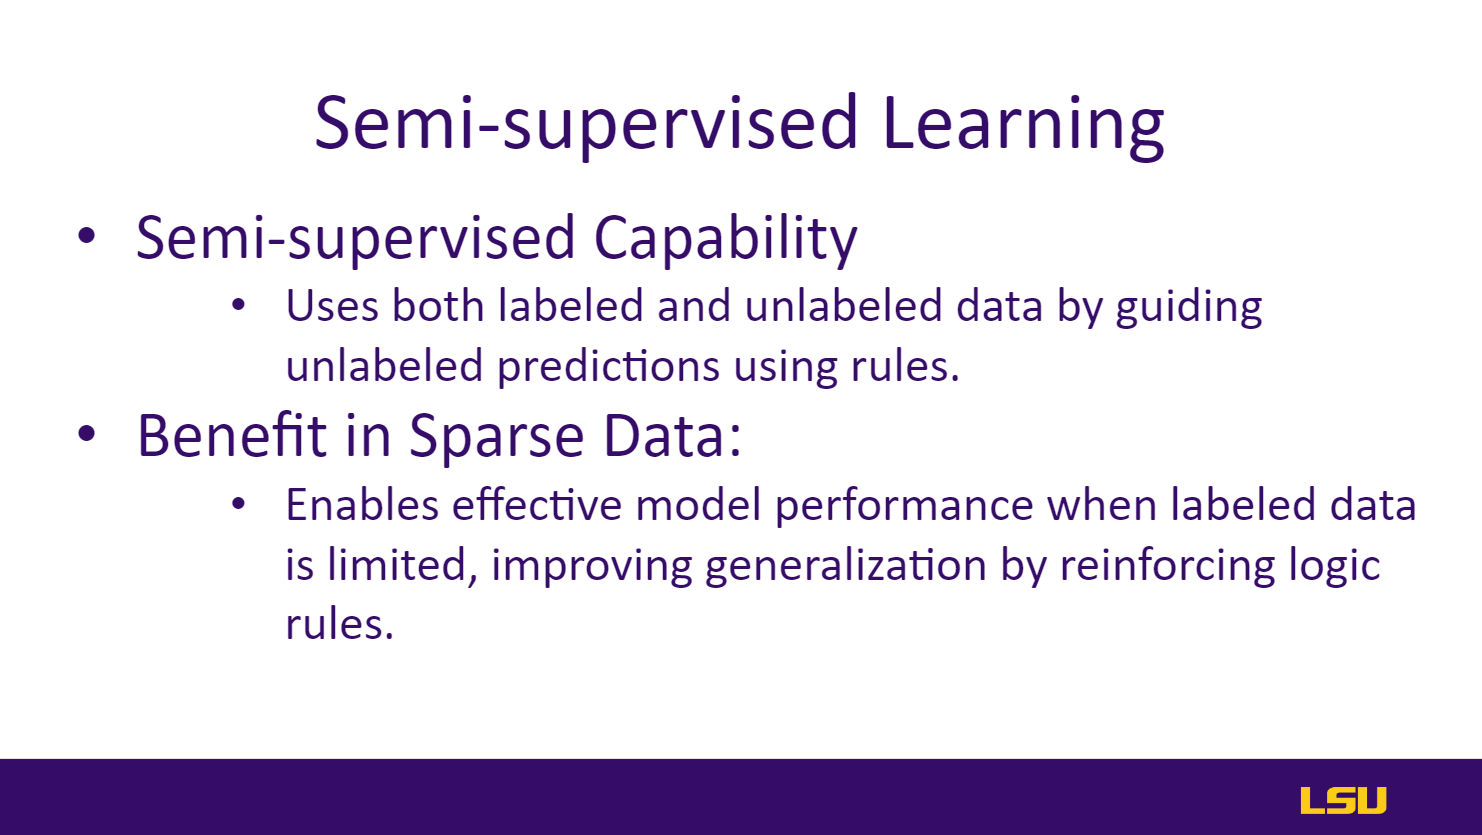 Semi-supervised Learning
• Semi-supervised Capability
• Uses both labeled and unlabeled data by guiding
unlabeled predictions using rules.
• Benefit in Sparse Data:
• Enables effective model performance when labeled data
is limited, improving generalization by reinforcing logic
rules.
LSU